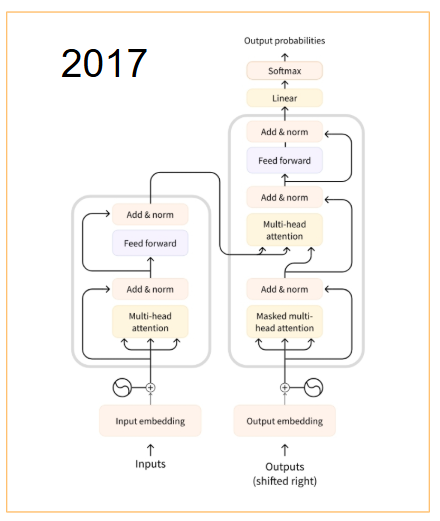 2017
Output probabilities
Softmax
Linear
Add & norm
Feed forward
Add & norm
Multi-head
attention
Add & norm
Masked multi-
head attention
Output embedding
Outputs
(shifted right)
Add & norm
Feed forward
Add & norm
Multi-head
attention
Input embedding
Inputs